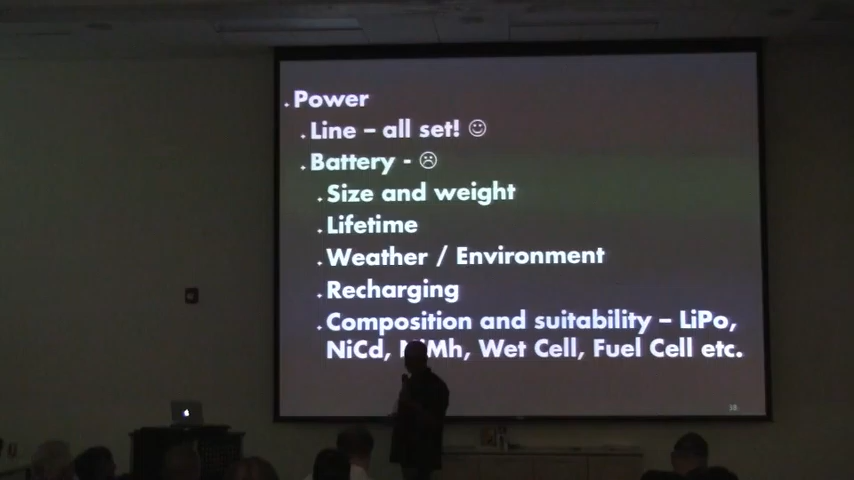 . Power
. Line – all set! ☺
. Battery - ☹
. Size and weight
. Lifetime
. Weather / Environment
. Recharging
. Composition and suitability – LiPo,
NiCd, NiMh, Wet Cell, Fuel Cell etc.
38